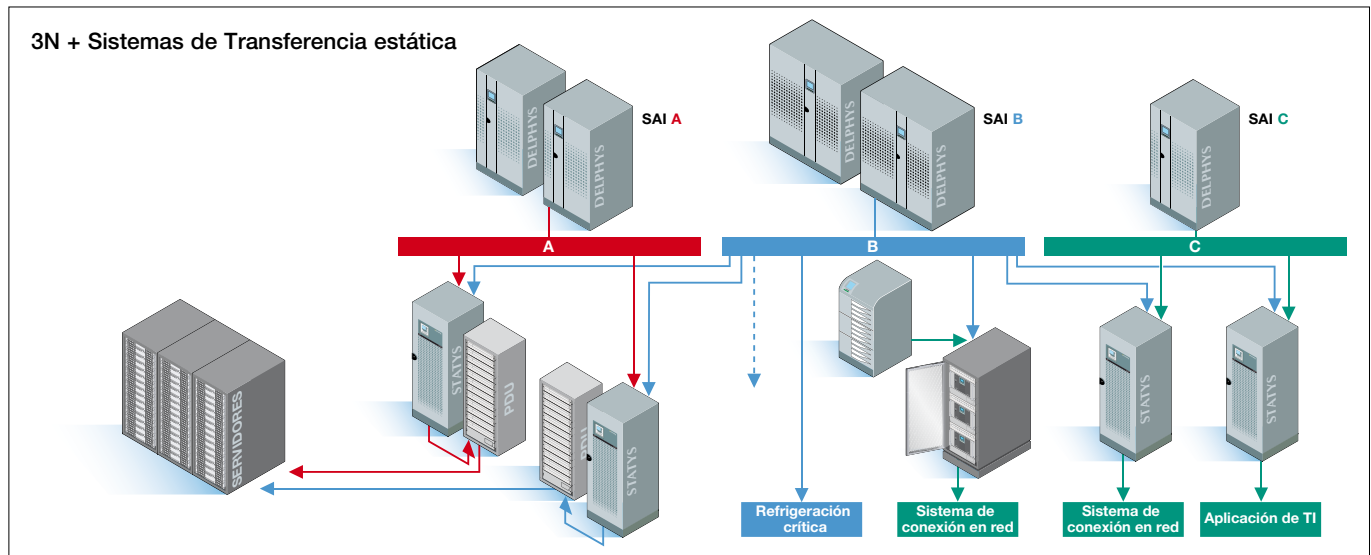 3N + Sistemas de Transferencia estática
DELPHYS
DELPHYS
SAI A
DELPHYS
DELPHYS
SAI B
DELPHYS
SAI C
A
B
C
SERVIDORES
STATYS
PDU
PDU
STATYS
STATYS
STATYS
Refrigeración
crítica
Sistema de
conexión en red
Sistema de
conexión en red
Aplicación de TI